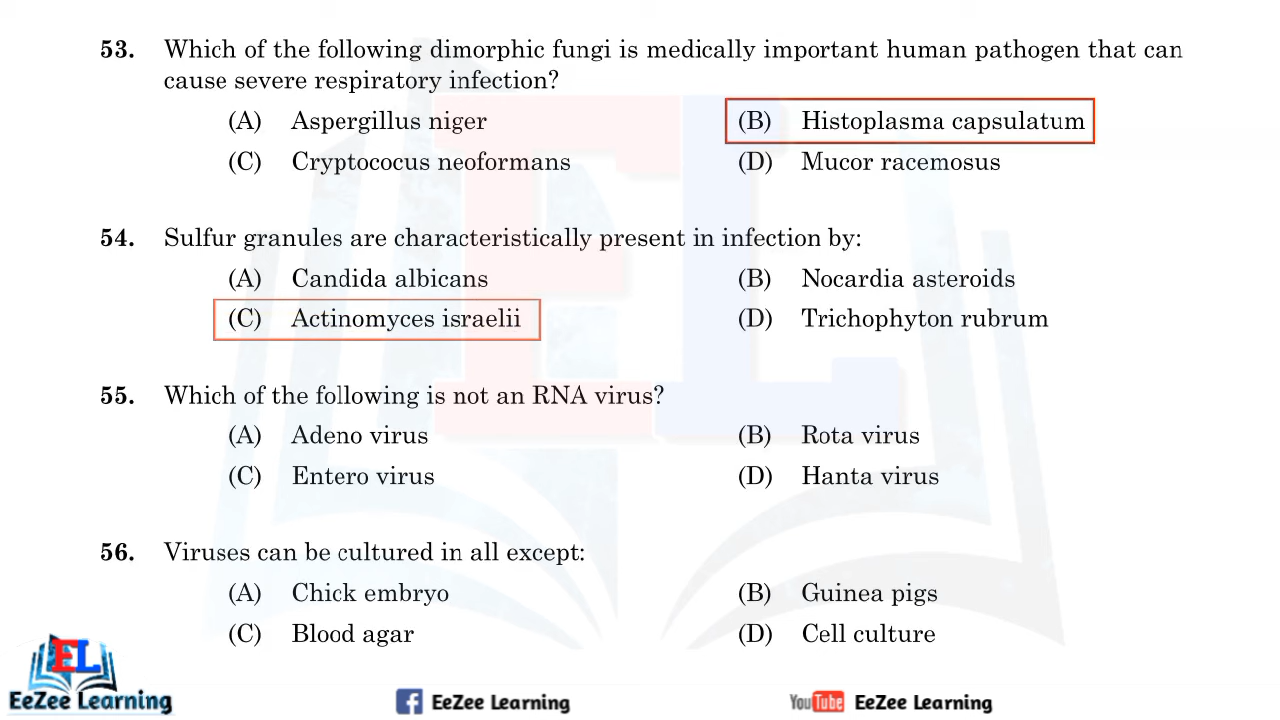 53. Which of the following dimorphic fungi is medically important human pathogen that can
cause severe respiratory infection?
(A) Aspergillus niger (B) Histoplasma capsulatum
(C) Cryptococus neoformans (D) Mucor racemosus
54. Sulfur granules are characteristically present in infection by:
(A) Candida albicans (B) Nocardia asteroids
(C) Actinomyces israelii (D) Trichophyton rubrum
55. Which of the following is not an RNA virus?
(A) Adeno virus (B) Rota virus
(C) Entero virus (D) Hanta virus
56. Viruses can be cultured in all except:
(A) Chick embryo (B) Guinea pigs
(C) Blood agar (D) Cell culture
EL
EeZee Learning
f EeZee Learning
YouTube EeZee Learning